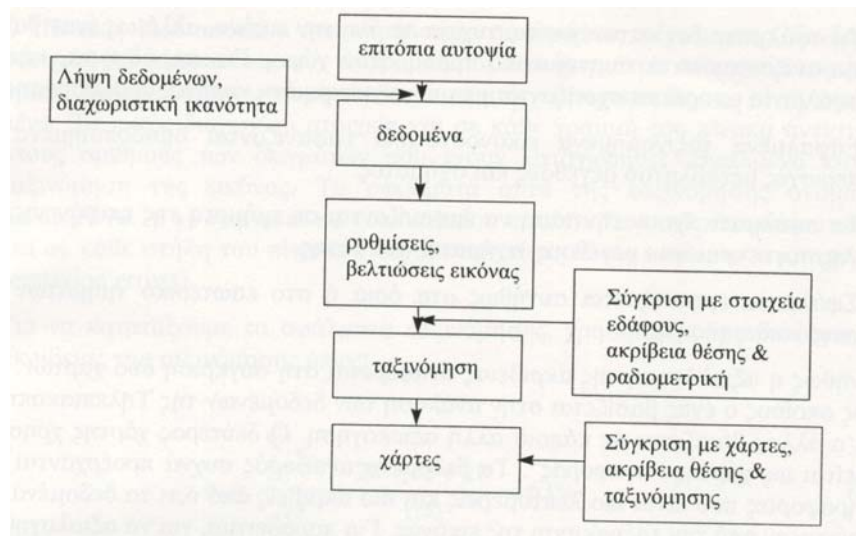 επιτόπια αυτοψία
Λήψη δεδομένων,
διαχωριστική ικανότητα
δεδομένα
ρυθμίσεις,
βελτιώσεις εικόνας
Σύγκριση με στοιχεία
εδάφους,
ακρίβεια θέσης &
ραδιομετρική
ταξινόμηση
χάρτες
Σύγκριση με χάρτες,
ακρίβεια θέσης &
ταξινόμησης